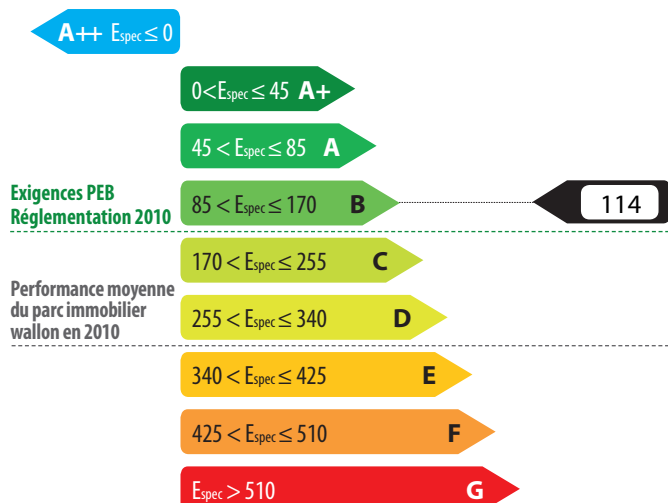 A++ Espec ≤ 0
0<Espec ≤ 45 A+
45 < Espec ≤ 85 A
Exigences PEB
Réglementation 2010
85 < Espec ≤ 170 B
114
170 < Espec ≤ 255 C
Performance moyenne
du parc immobilier
wallon en 2010
255 < Espec ≤ 340 D
340 < Espec ≤ 425 E
425 < Espec ≤ 510 F
Espec > 510 G